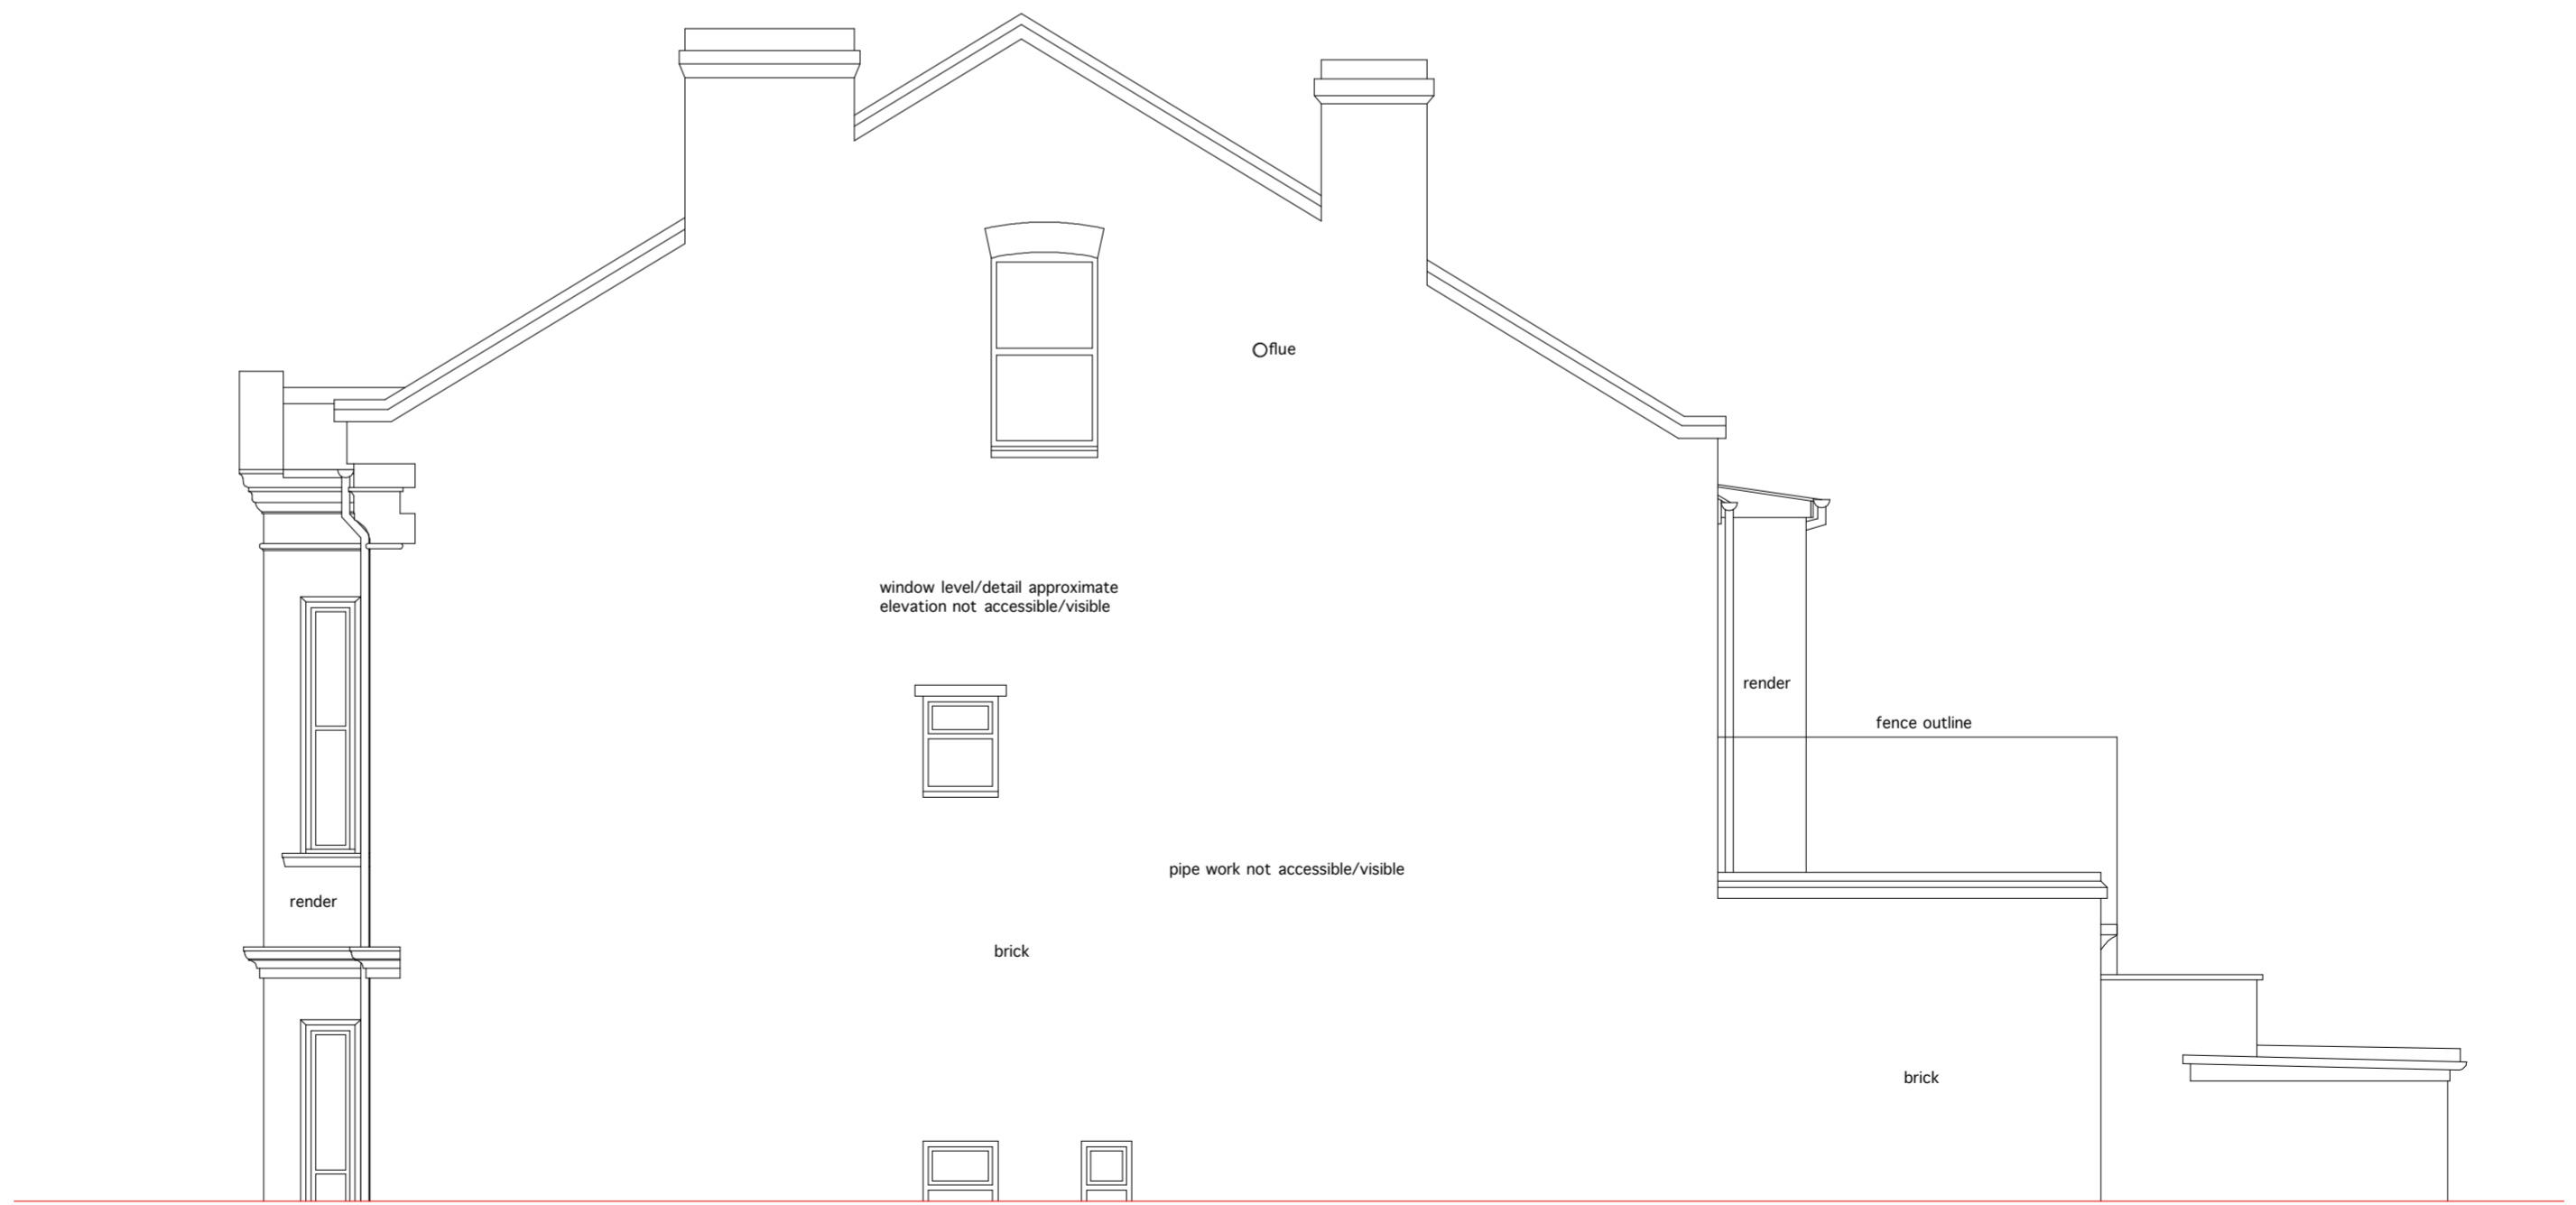 flue
window level/detail approximate
elevation not accessible/visible
render
fence outline
pipe work not accessible/visible
render
brick
brick